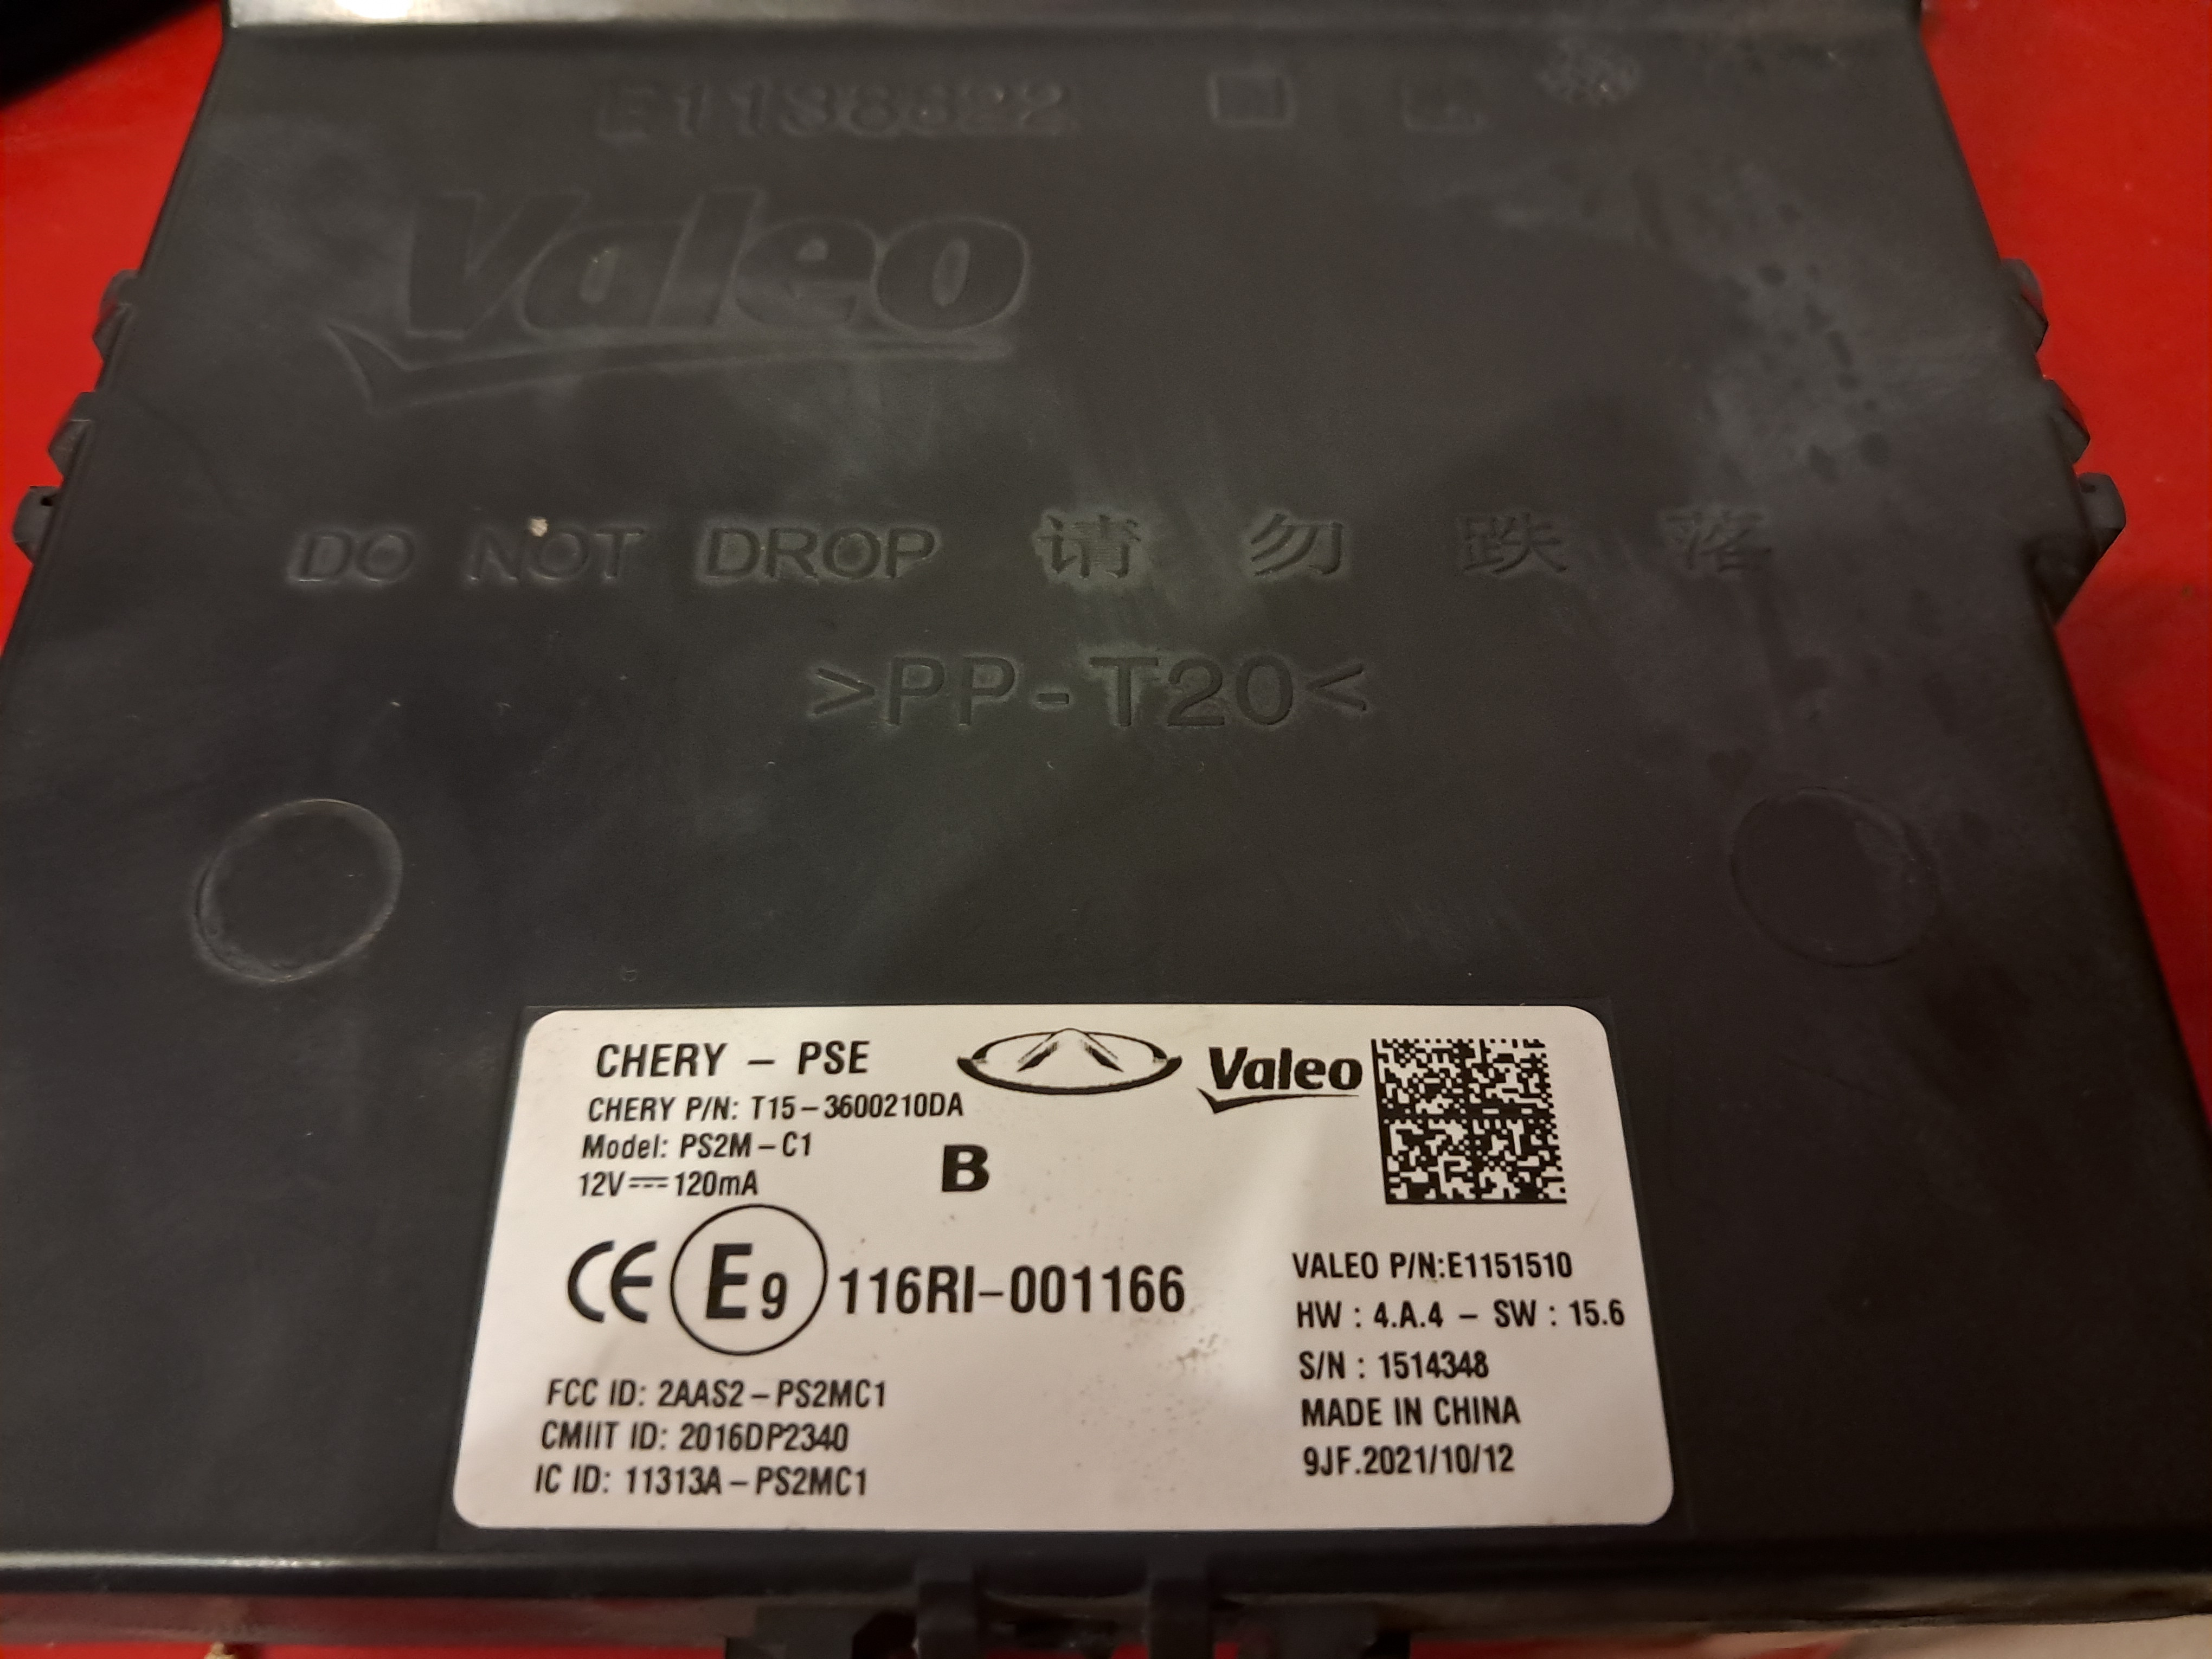 E1136622
Valeo
DO NOT DROP 请勿跌落
>PP-T20<
CHERY – PSE
Valeo
CHERY P/N: T15-3600210DA
Model: PS2M-C1
B
12V⎓120mA
CE E9 116RI-001166
VALEO P/N:E1151510
HW : 4.A.4 – SW : 15.6
S/N : 1514348
MADE IN CHINA
9JF.2021/10/12
FCC ID: 2AAS2-PS2MC1
CMIIT ID: 2016DP2340
IC ID: 11313A-PS2MC1